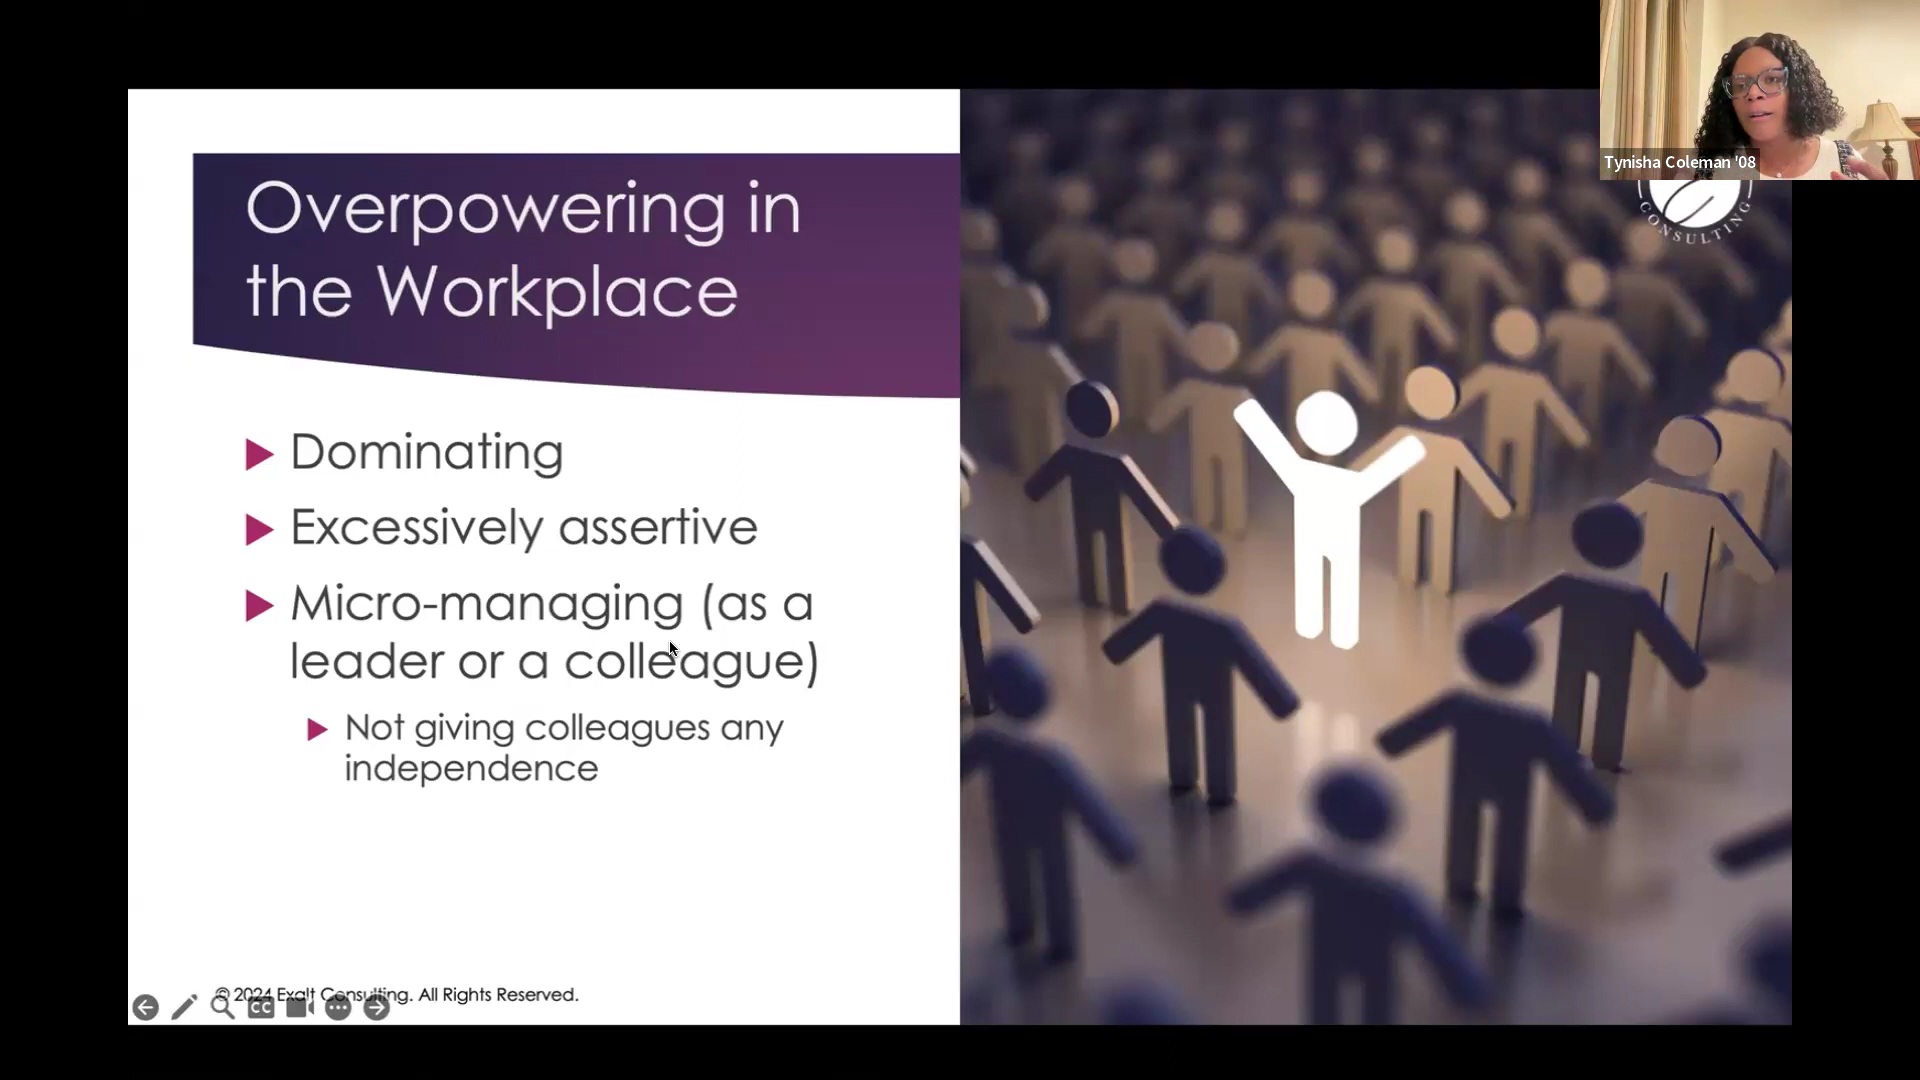 Overpowering in
the Workplace
Dominating
Excessively assertive
Micro-managing (as a
leader or a colleague)
Not giving colleagues any
independence
© 2024 Exalt Consulting. All Rights Reserved.
CC
Tynisha Coleman '08
CONSULTING